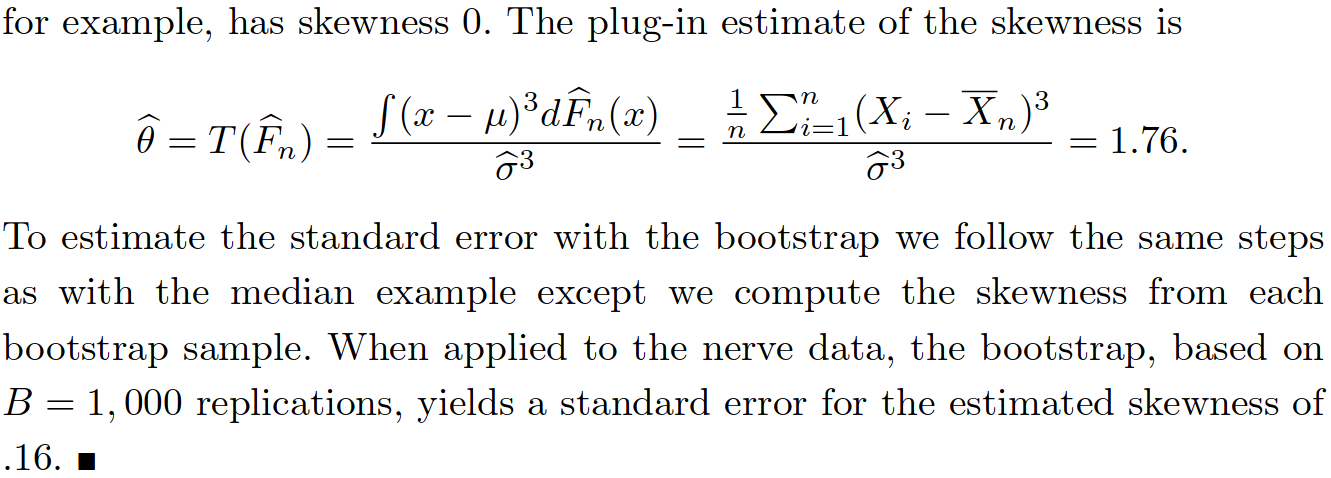 for example, has skewness 0. The plug-in estimate of the skewness is
$\widehat{\theta} = T(\widehat{F}_n) = \frac{\int (x - \mu)^3 d\widehat{F}_n(x)}{\widehat{\sigma}^3} = \frac{\frac{1}{n} \sum_{i=1}^{n} (X_i - \overline{X}_n)^3}{\widehat{\sigma}^3} = 1.76.$
To estimate the standard error with the bootstrap we follow the same steps
as with the median example except we compute the skewness from each
bootstrap sample. When applied to the nerve data, the bootstrap, based on
$B = 1,000$ replications, yields a standard error for the estimated skewness of
.16. ■